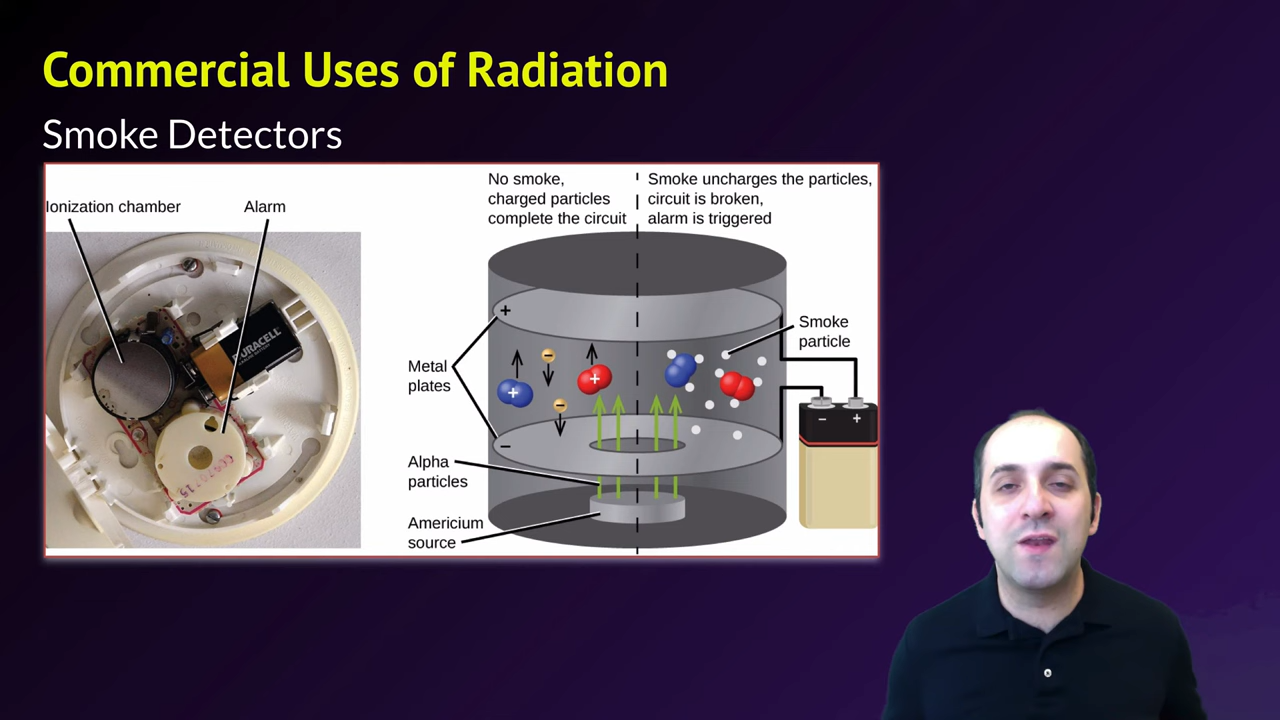 Commercial Uses of Radiation
Smoke Detectors
Ionization chamber
Alarm
DURACELL
No smoke,
charged particles
complete the circuit
Smoke uncharges the particles,
circuit is broken,
alarm is triggered
+
Smoke
particle
Metal
plates
−
−
+
+
+
−
−
+
Alpha
particles
Americium
source